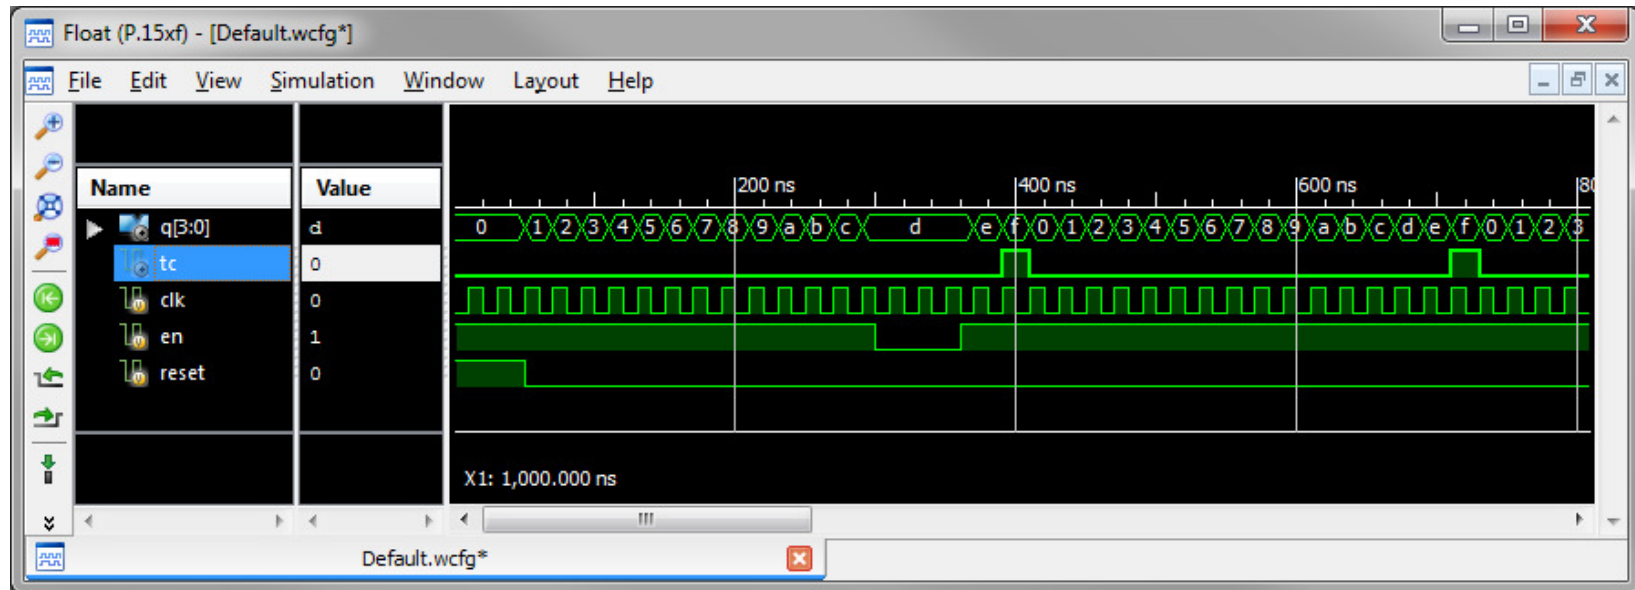 Float (P.15xf) - [Default.wcfg*]
File Edit View Simulation Window Layout Help
Name Value
200 ns 400 ns 600 ns 80
q[3:0] d 0 1 2 3 4 5 6 7 8 9 a b c d e f 0 1 2 3 4 5 6 7 8 9 a b c d e f 0 1 2 3
tc 0
clk 0
en 1
reset 0
X1: 1,000.000 ns
Default.wcfg*